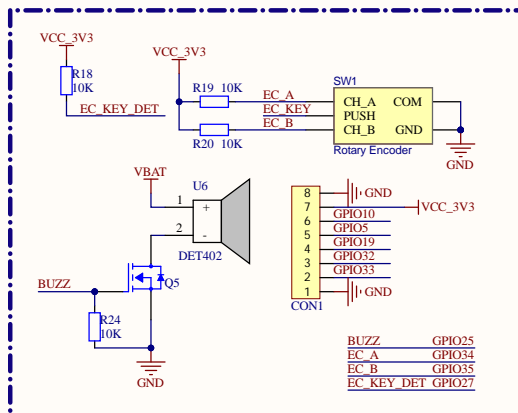 VCC_3V3
R18
10K
EC_KEY_DET
VCC_3V3
R19 10K
EC_A
EC_KEY
EC_B
R20 10K
SW1
CH_A COM
PUSH
CH_B GND
Rotary Encoder
GND
VBAT
U6
1 +
2 -
DET402
BUZZ
Q5
R24
10K
GND
8 GND
7 VCC_3V3
6 GPIO10
5 GPIO5
4 GPIO19
3 GPIO32
2 GPIO33
1 GND
CON1
BUZZ GPIO25
EC_A GPIO34
EC_B GPIO35
EC_KEY_DET GPIO27